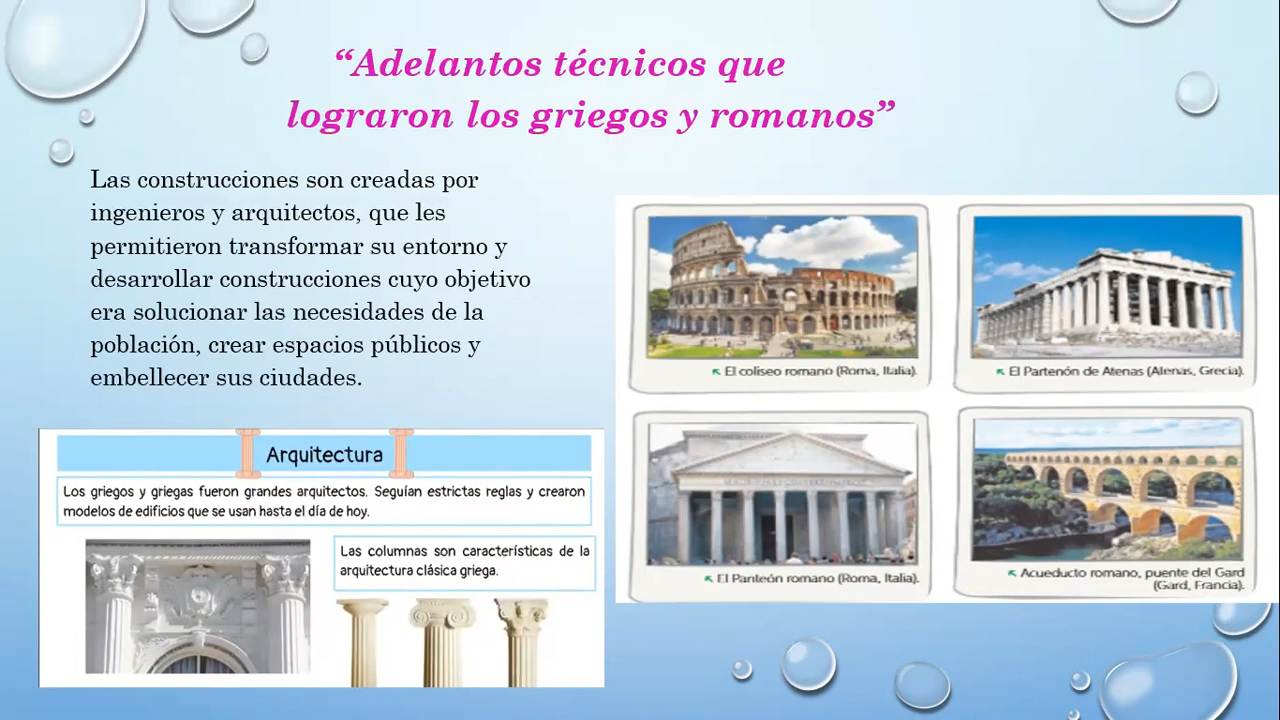 “Adelantos técnicos que
lograron los griegos y romanos”
Las construcciones son creadas por
ingenieros y arquitectos, que les
permitieron transformar su entorno y
desarrollar construcciones cuyo objetivo
era solucionar las necesidades de la
población, crear espacios públicos y
embellecer sus ciudades.
Arquitectura
Los griegos y griegas fueron grandes arquitectos. Seguían estrictas reglas y crearon
modelos de edificios que se usan hasta el día de hoy.
Las columnas son características de la
arquitectura clásica griega.
El coliseo romano (Roma, Italia).
El Partenón de Atenas (Atenas, Grecia).
El Panteón romano (Roma, Italia).
Acueducto romano, puente del Gard
(Gard, Francia).